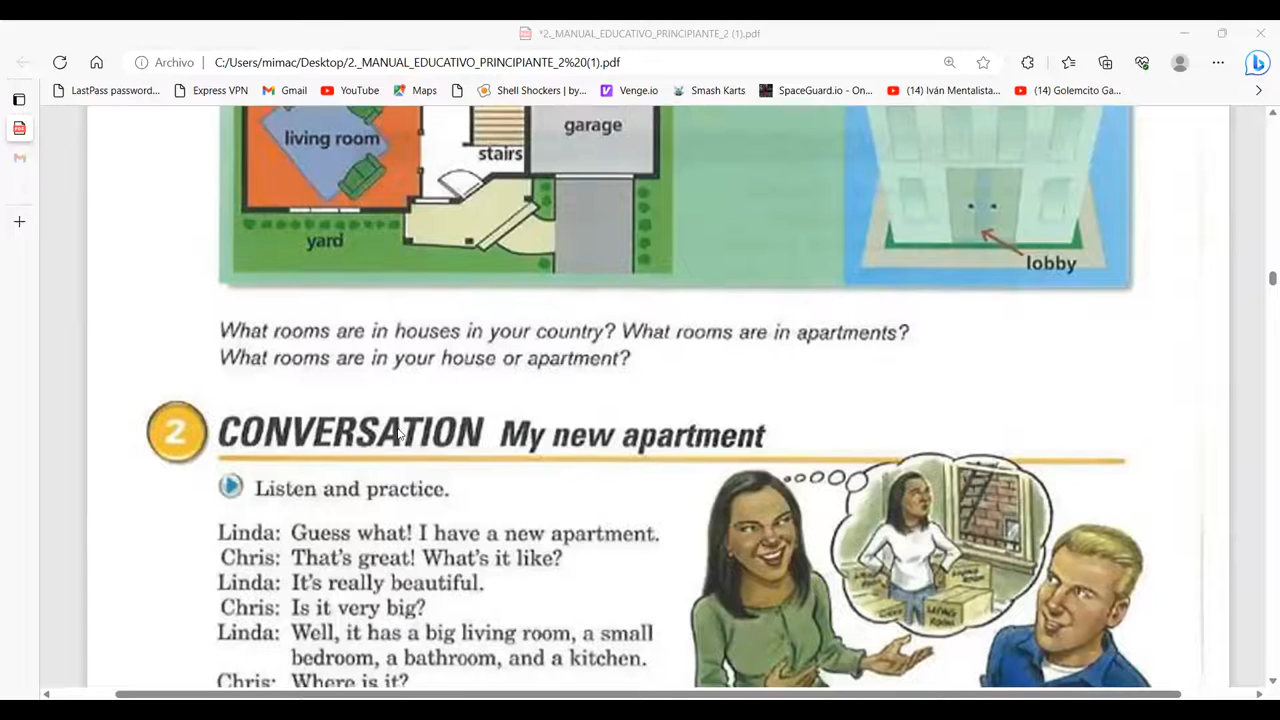 *2._MANUAL_EDUCATIVO_PRINCIPIANTE_2 (1).pdf
Archivo C:/Users/mimac/Desktop/2._MANUAL_EDUCATIVO_PRINCIPIANTE_2%20(1).pdf
LastPass password... Express VPN Gmail YouTube Maps Shell Shockers | by... Venge.io Smash Karts SpaceGuard.io - On... (14) Iván Mentalista... (14) Golemcito Ga...
living room
garage
stairs
yard
lobby
What rooms are in houses in your country? What rooms are in apartments?
What rooms are in your house or apartment?
2 CONVERSATION My new apartment
Listen and practice.
Linda: Guess what! I have a new apartment.
Chris: That's great! What's it like?
Linda: It's really beautiful.
Chris: Is it very big?
Linda: Well, it has a big living room, a small
bedroom, a bathroom, and a kitchen.
Chris: Where is it?
LIVING
ROOM